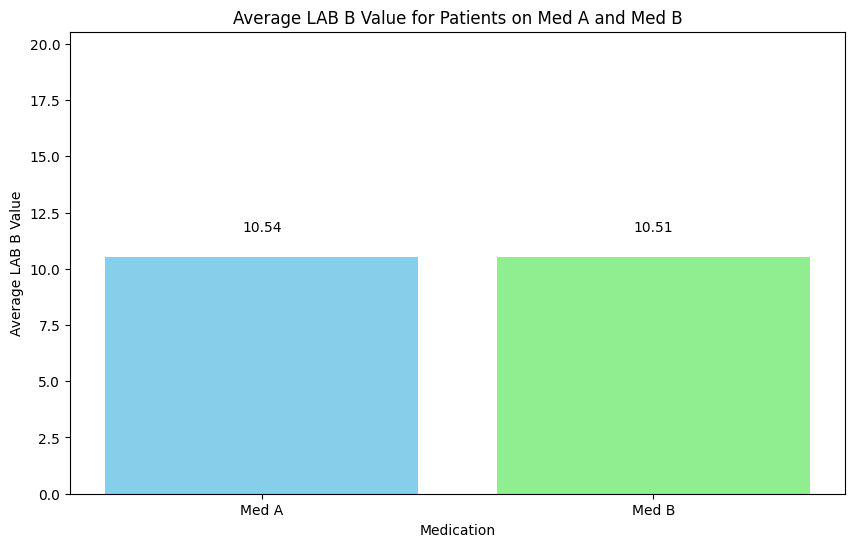 Average LAB B Value for Patients on Med A and Med B
Average LAB B Value
20.0
17.5
15.0
12.5
10.0
7.5
5.0
2.5
0.0
10.54
10.51
Med A
Med B
Medication